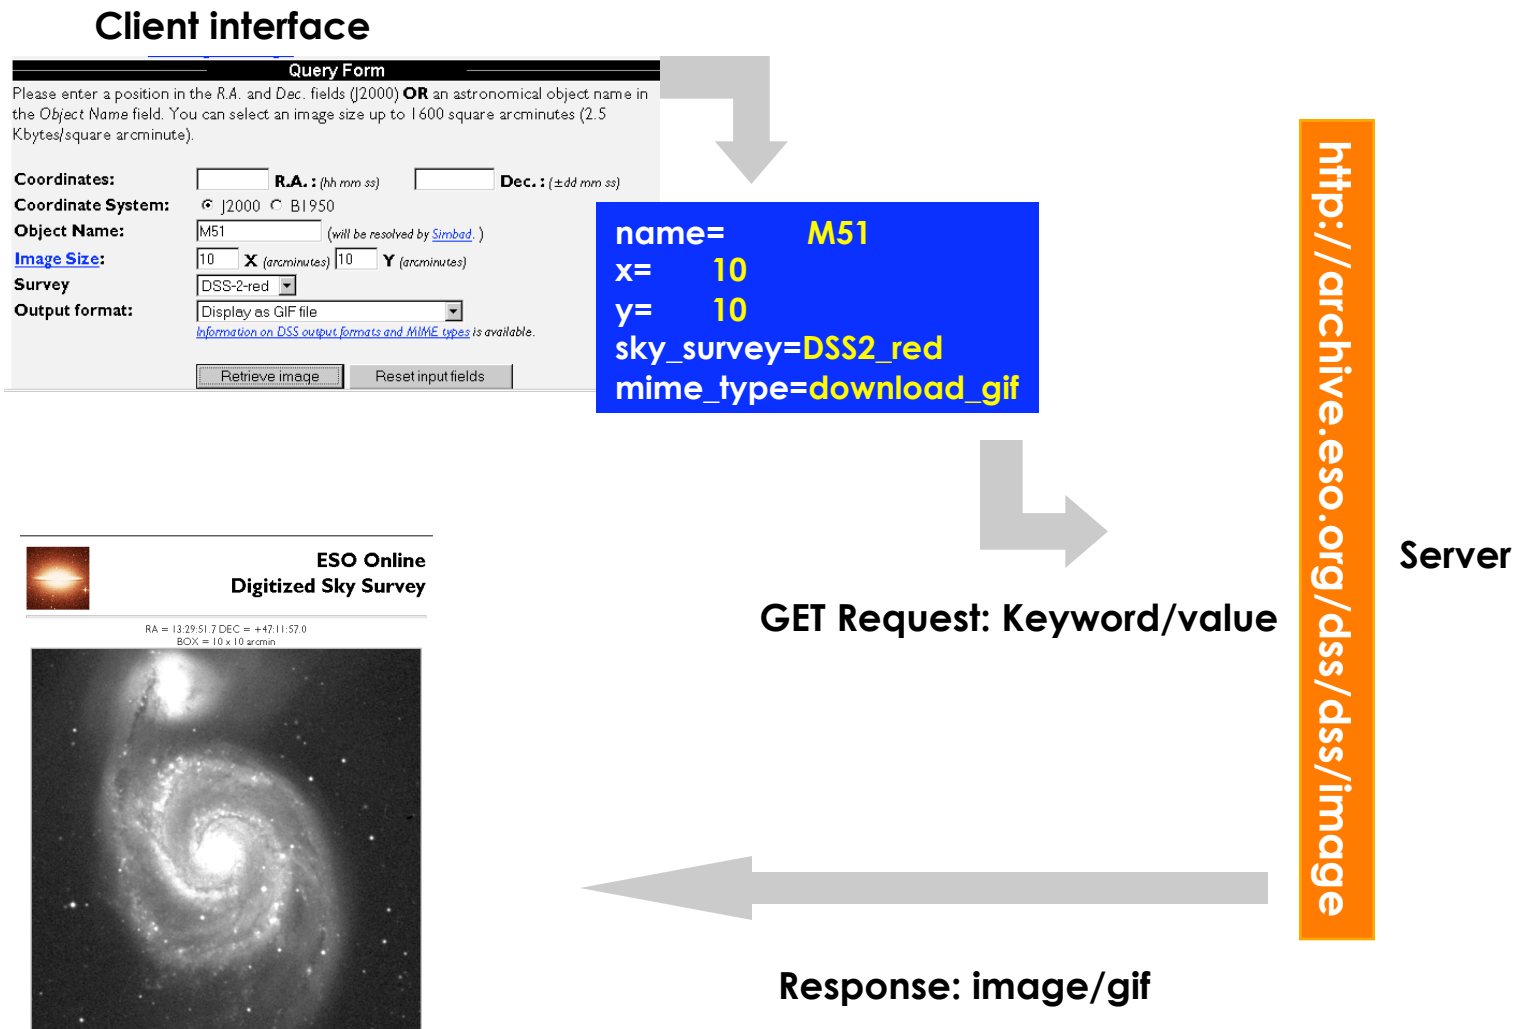 Client interface
Query Form
Please enter a position in the R.A. and Dec. fields (J2000) OR an astronomical object name in
the Object Name field. You can select an image size up to 1600 square arcminutes (2.5
Kbytes/square arcminute).
Coordinates: R.A. : (hh mm ss) Dec. : (±dd mm ss)
Coordinate System: J2000 B1950
Object Name: M51 (will be resolved by Simbad. )
Image Size: 10 X (arcminutes) 10 Y (arcminutes)
Survey DSS-2-red
Output format: Display as GIF file
Information on DSS output formats and MIME types is available.
Retrieve image Reset input fields
name= M51
x= 10
y= 10
sky_survey=DSS2_red
mime_type=download_gif
http://archive.eso.org/dss/dss/image
Server
GET Request: Keyword/value
ESO Online
Digitized Sky Survey
RA = 13:29:51.7 DEC = +47:11:57.0
BOX = 10 x 10 arcmin
Response: image/gif